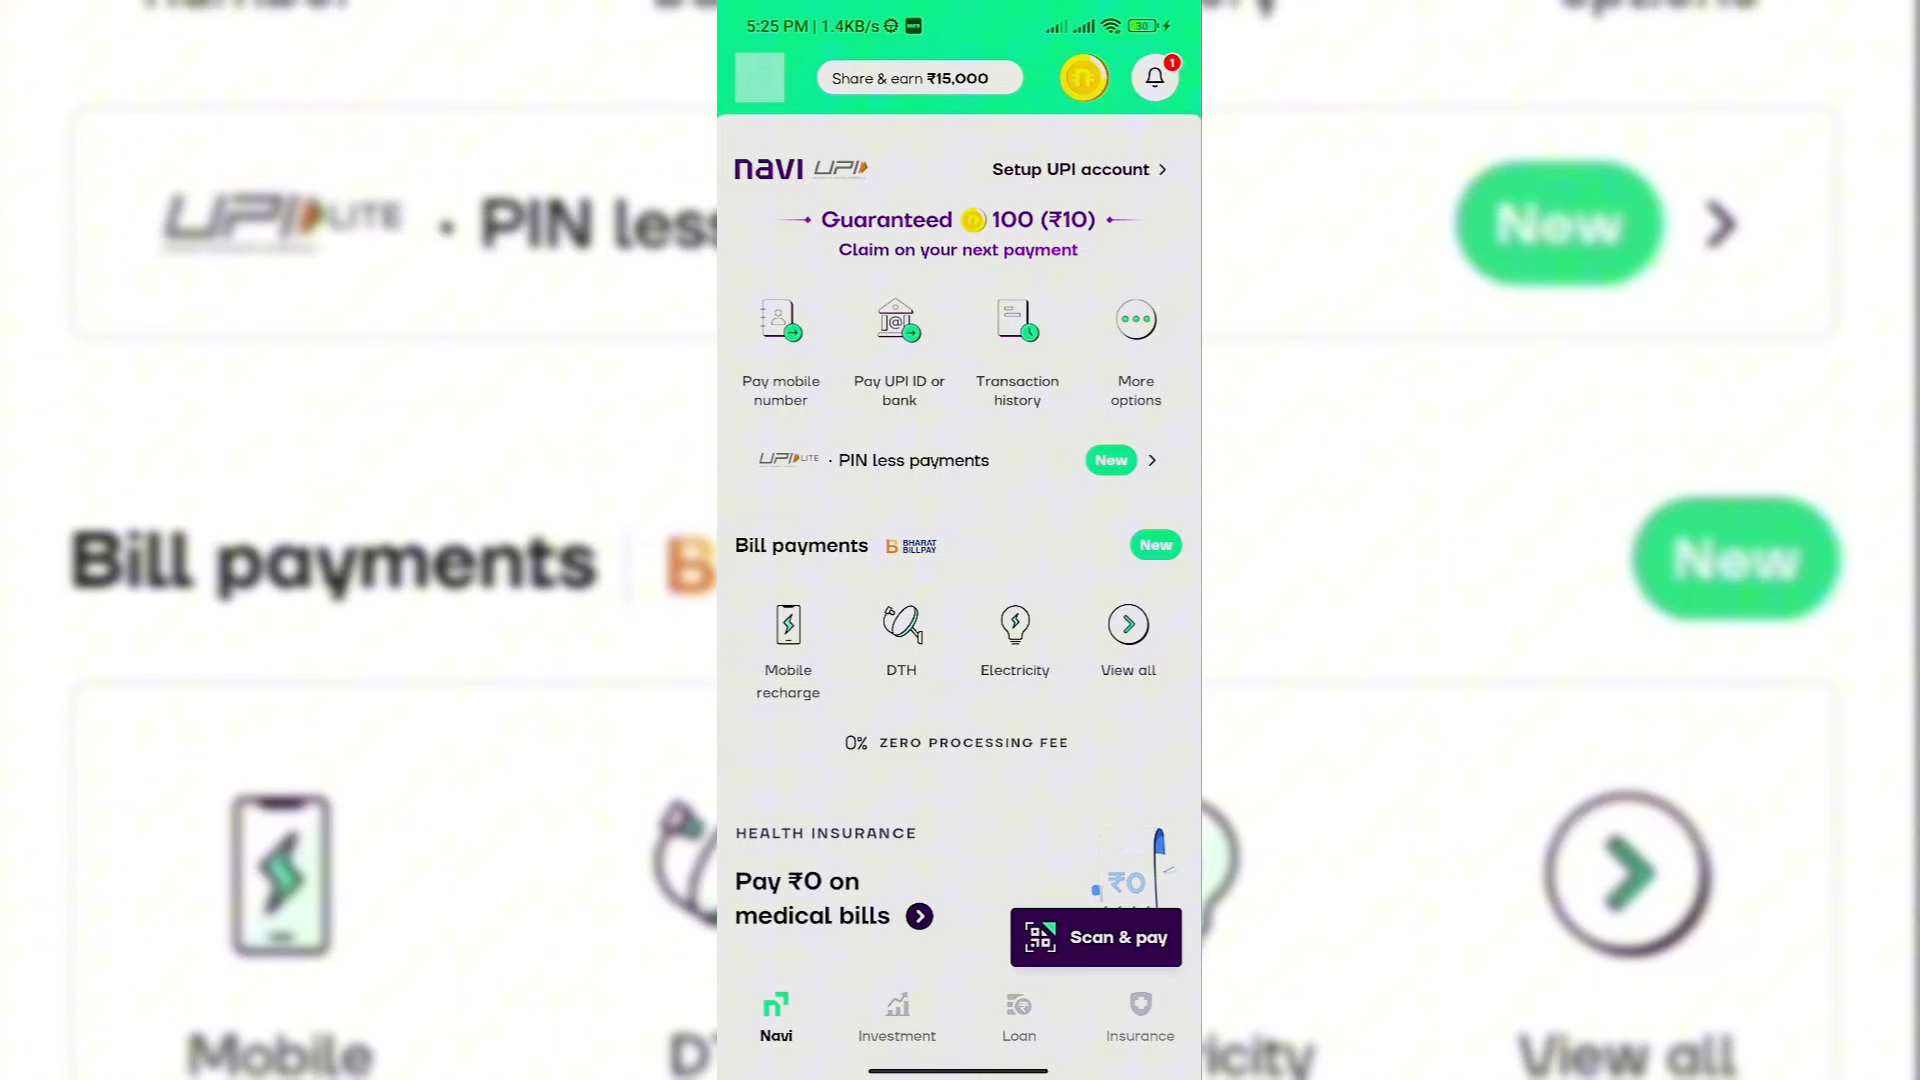 5:25 PM | 1.4KB/s
30
Share & earn ₹15,000
1
navi UPI
Setup UPI account
Guaranteed 100 (₹10)
Claim on your next payment
Pay mobile number
Pay UPI ID or bank
Transaction history
More options
UPI LITE · PIN less payments
New
Bill payments
BHARAT BILLPAY
New
Mobile recharge
DTH
Electricity
View all
0% ZERO PROCESSING FEE
HEALTH INSURANCE
Pay ₹0 on
medical bills
₹0
Scan & pay
Navi
Investment
Loan
Insurance
UPI LITE · PIN less
New
Bill payments
B
New
Mobile
View all